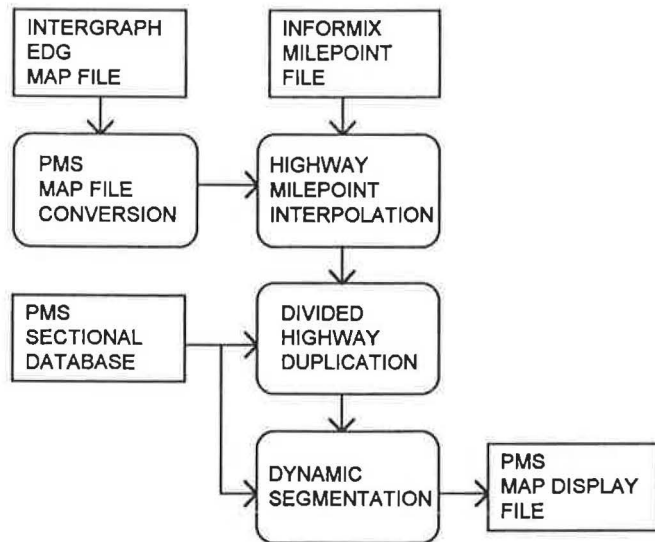 INTERGRAPH
EDG
MAP FILE
INFORMIX
MILEPOINT
FILE
PMS
MAP FILE
CONVERSION
HIGHWAY
MILEPOINT
INTERPOLATION
PMS
SECTIONAL
DATABASE
DIVIDED
HIGHWAY
DUPLICATION
DYNAMIC
SEGMENTATION
PMS
MAP DISPLAY
FILE